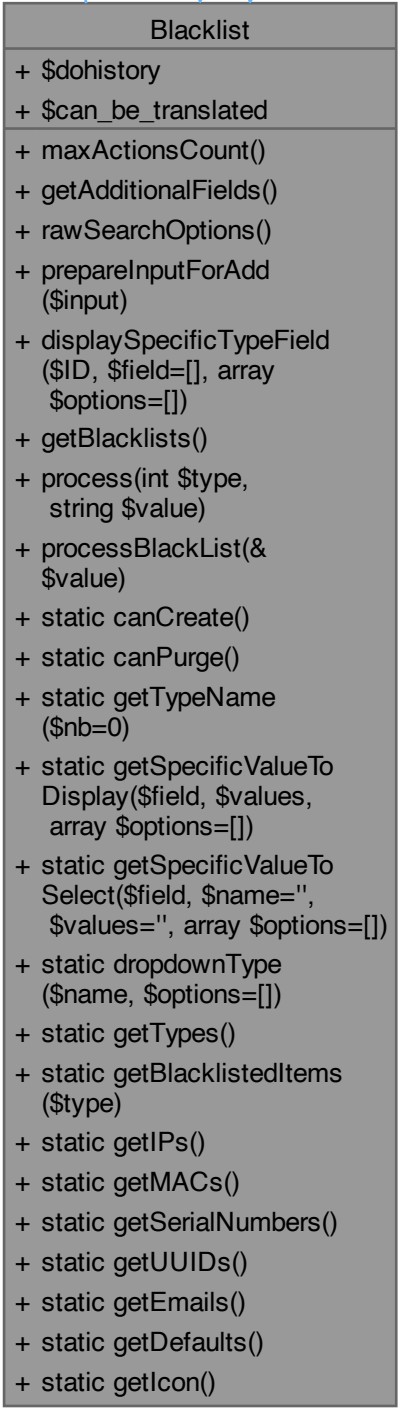 Blacklist
+ $dohistory
+ $can_be_translated
+ maxActionsCount()
+ getAdditionalFields()
+ rawSearchOptions()
+ prepareInputForAdd
($input)
+ displaySpecificTypeField
($ID, $field=[], array
$options=[])
+ getBlacklists()
+ process(int $type,
string $value)
+ processBlackList(&
$value)
+ static canCreate()
+ static canPurge()
+ static getTypeName
($nb=0)
+ static getSpecificValueTo
Display($field, $values,
array $options=[])
+ static getSpecificValueTo
Select($field, $name='',
$values='', array $options=[])
+ static dropdownType
($name, $options=[])
+ static getTypes()
+ static getBlacklistedItems
($type)
+ static getIPs()
+ static getMACs()
+ static getSerialNumbers()
+ static getUUIDs()
+ static getEmails()
+ static getDefaults()
+ static getIcon()